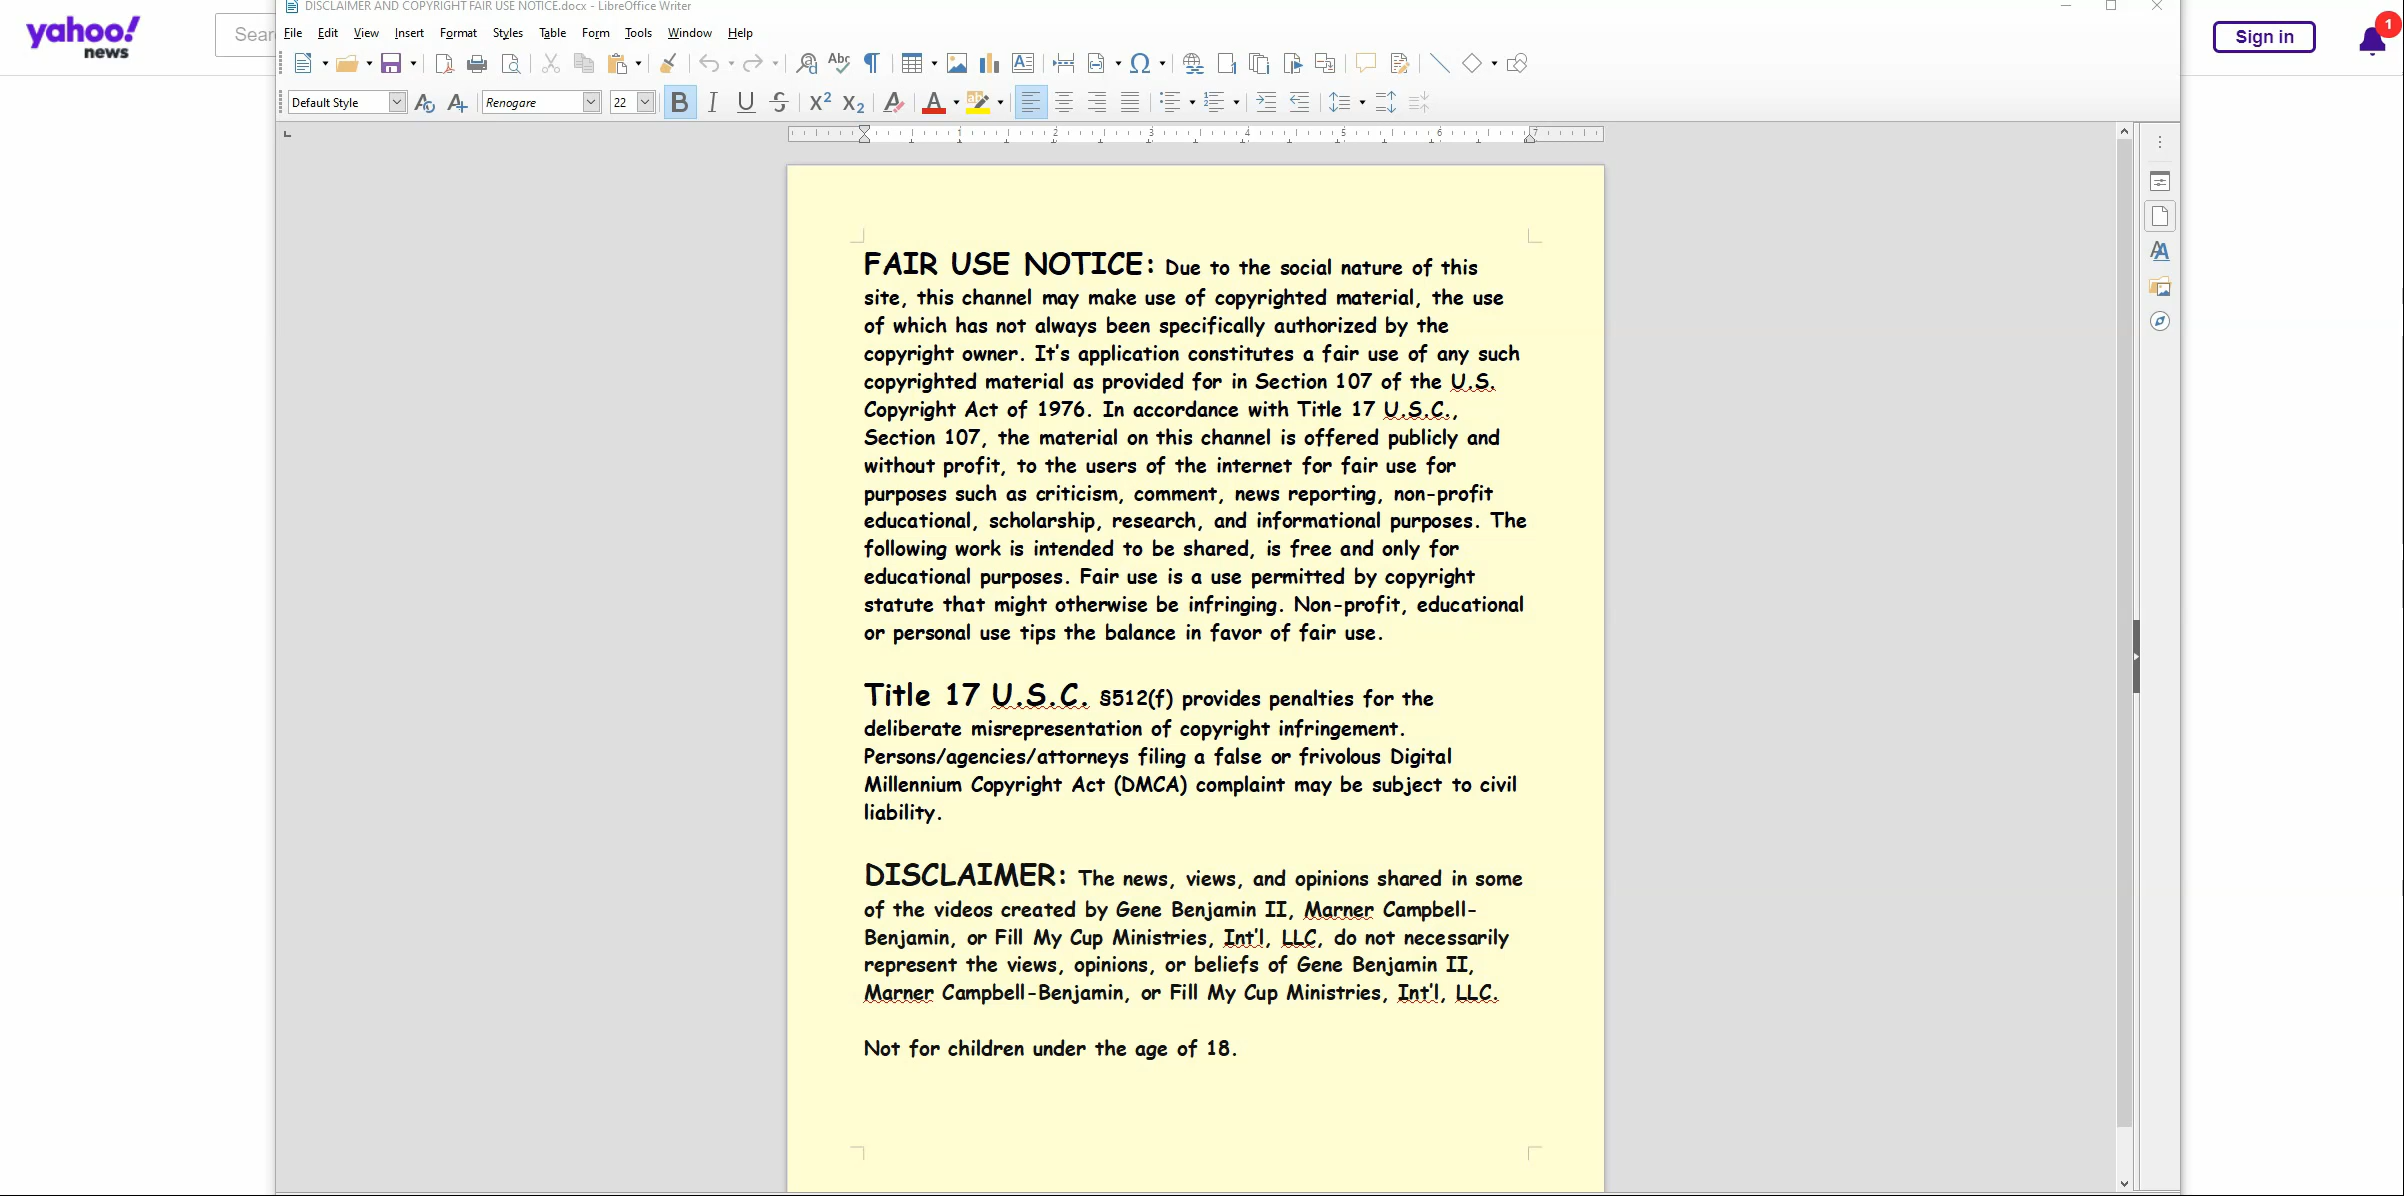 DISCLAIMER AND COPYRIGHT FAIR USE NOTICE.docx - LibreOffice Writer
yahoo!
news
Sear
Sign in
1
File Edit View Insert Format Styles Table Form Tools Window Help
Default Style Renogare 22
1 2 3 4 5 6 7
FAIR USE NOTICE: Due to the social nature of this
site, this channel may make use of copyrighted material, the use
of which has not always been specifically authorized by the
copyright owner. It's application constitutes a fair use of any such
copyrighted material as provided for in Section 107 of the U.S.
Copyright Act of 1976. In accordance with Title 17 U.S.C.,
Section 107, the material on this channel is offered publicly and
without profit, to the users of the internet for fair use for
purposes such as criticism, comment, news reporting, non-profit
educational, scholarship, research, and informational purposes. The
following work is intended to be shared, is free and only for
educational purposes. Fair use is a use permitted by copyright
statute that might otherwise be infringing. Non-profit, educational
or personal use tips the balance in favor of fair use.
Title 17 U.S.C. §512(f) provides penalties for the
deliberate misrepresentation of copyright infringement.
Persons/agencies/attorneys filing a false or frivolous Digital
Millennium Copyright Act (DMCA) complaint may be subject to civil
liability.
DISCLAIMER: The news, views, and opinions shared in some
of the videos created by Gene Benjamin II, Marner Campbell-
Benjamin, or Fill My Cup Ministries, Int'l, LLC, do not necessarily
represent the views, opinions, or beliefs of Gene Benjamin II,
Marner Campbell-Benjamin, or Fill My Cup Ministries, Int'l, LLC.
Not for children under the age of 18.